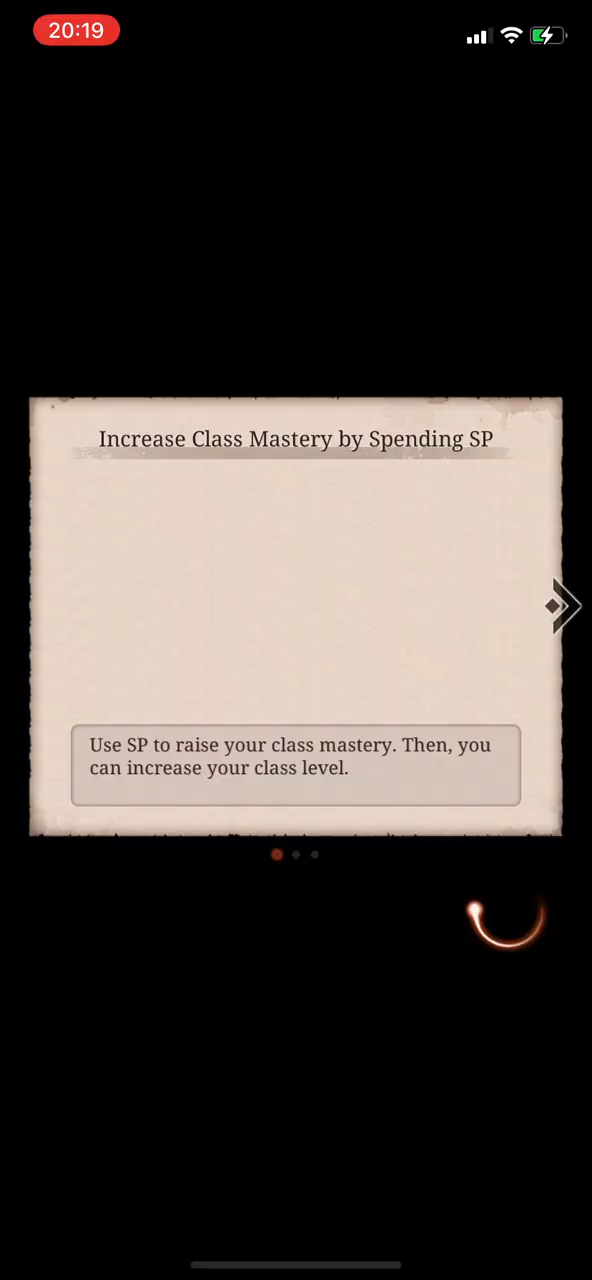 20:19
Increase Class Mastery by Spending SP
Use SP to raise your class mastery. Then, you
can increase your class level.